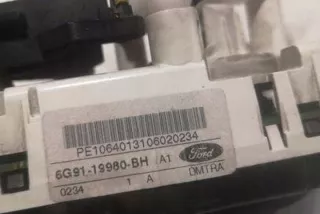 PE1064013106020234
6G91-19980-BH A1
Ford
0234 1 A DMTRA